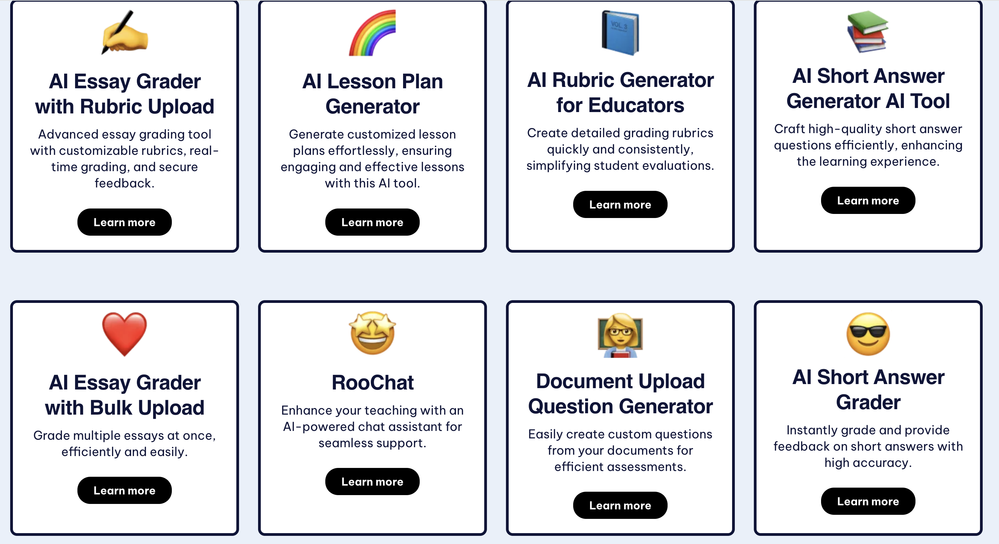 AI Essay Grader
with Rubric Upload
Advanced essay grading tool
with customizable rubrics, real-
time grading, and secure
feedback.
Learn more
AI Lesson Plan
Generator
Generate customized lesson
plans effortlessly, ensuring
engaging and effective lessons
with this AI tool.
Learn more
VOL. 3
AI Rubric Generator
for Educators
Create detailed grading rubrics
quickly and consistently,
simplifying student evaluations.
Learn more
AI Short Answer
Generator AI Tool
Craft high-quality short answer
questions efficiently, enhancing
the learning experience.
Learn more
AI Essay Grader
with Bulk Upload
Grade multiple essays at once,
efficiently and easily.
Learn more
RooChat
Enhance your teaching with an
AI-powered chat assistant for
seamless support.
Learn more
Document Upload
Question Generator
Easily create custom questions
from your documents for
efficient assessments.
Learn more
AI Short Answer
Grader
Instantly grade and provide
feedback on short answers with
high accuracy.
Learn more